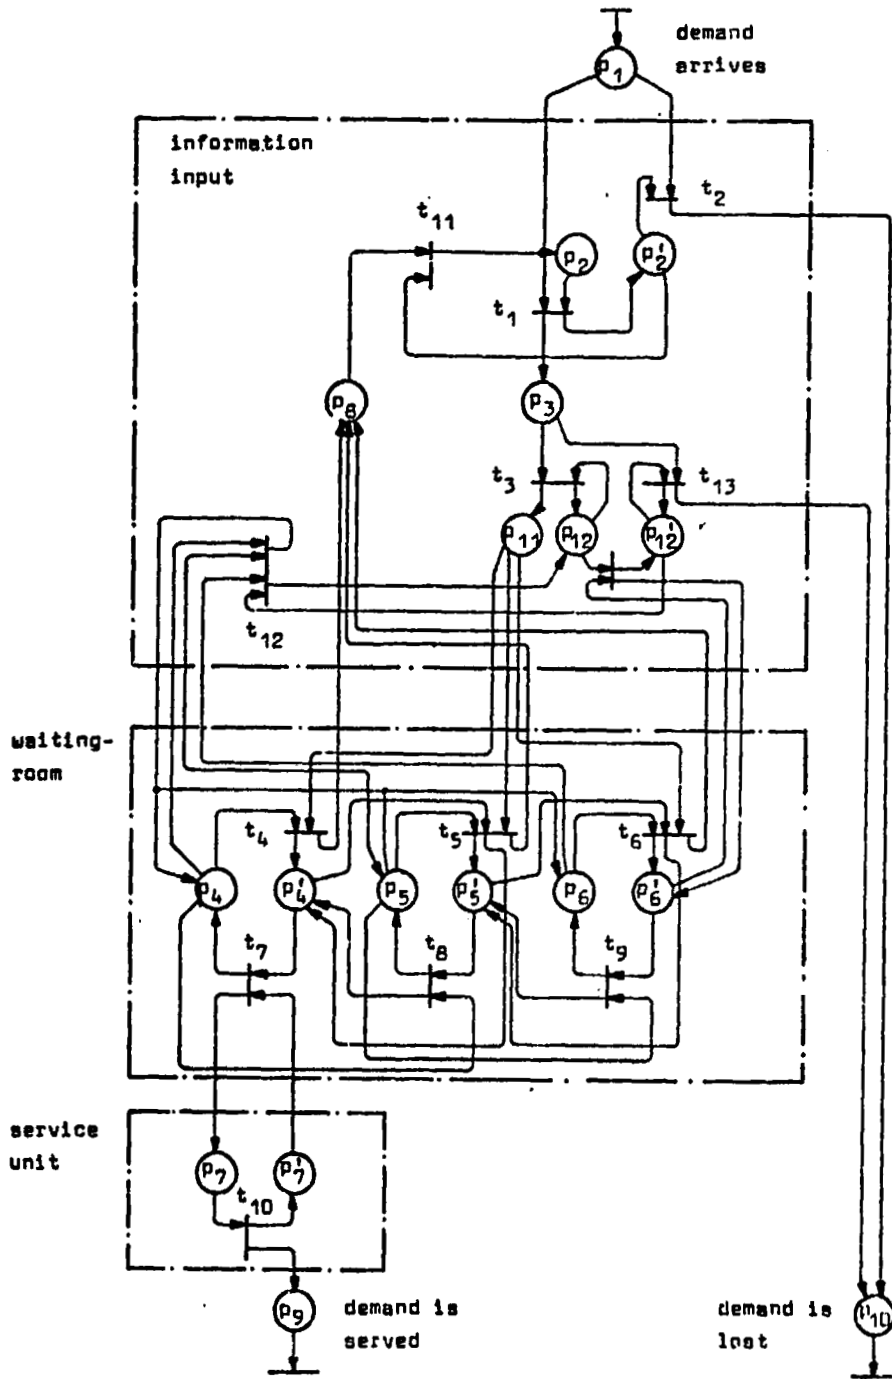 demand
arrives
p1
information
input
t2
t11
p2
p'2
t1
p8
p3
t3
t13
p11
p12
p'12
t12
waiting-
room
t4
t5
t6
p4
p'4
p5
p'5
p6
p'6
t7
t8
t9
service
unit
p7
p'7
t10
p9
demand is
served
demand is
lost
p10